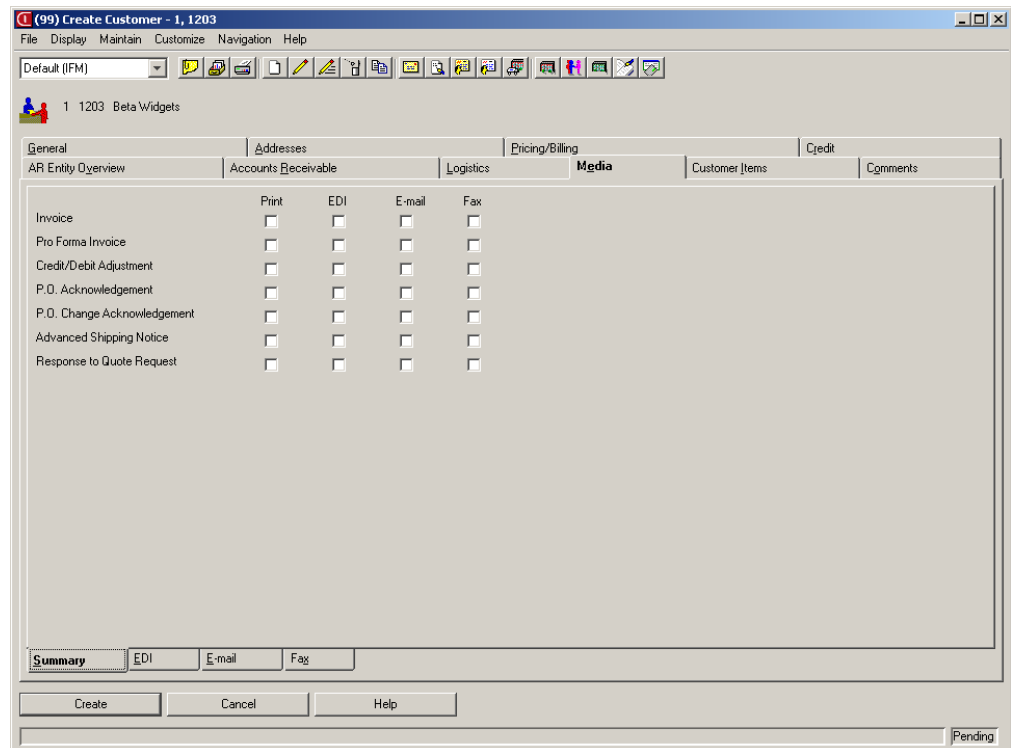 (99) Create Customer - 1, 1203
File Display Maintain Customize Navigation Help
Default (IFM)
1 1203 Beta Widgets
General Addresses Pricing/Billing Credit
AR Entity Overview Accounts Receivable Logistics Media Customer Items Comments
Print EDI E-mail Fax
Invoice
Pro Forma Invoice
Credit/Debit Adjustment
P.O. Acknowledgement
P.O. Change Acknowledgement
Advanced Shipping Notice
Response to Quote Request
Summary EDI E-mail Fax
Create Cancel Help
Pending